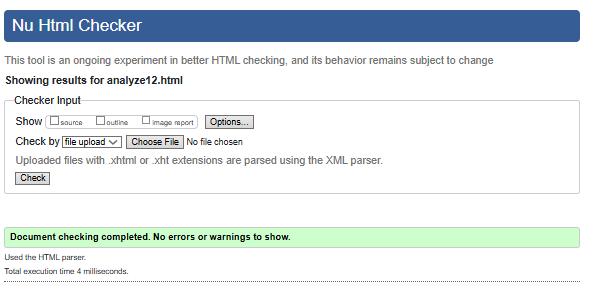 Nu Html Checker
This tool is an ongoing experiment in better HTML checking, and its behavior remains subject to change
Showing results for analyze12.html
Checker Input
Show source outline image report Options...
Check by file upload Choose File No file chosen
Uploaded files with .xhtml or .xht extensions are parsed using the XML parser.
Check
Document checking completed. No errors or warnings to show.
Used the HTML parser.
Total execution time 4 milliseconds.